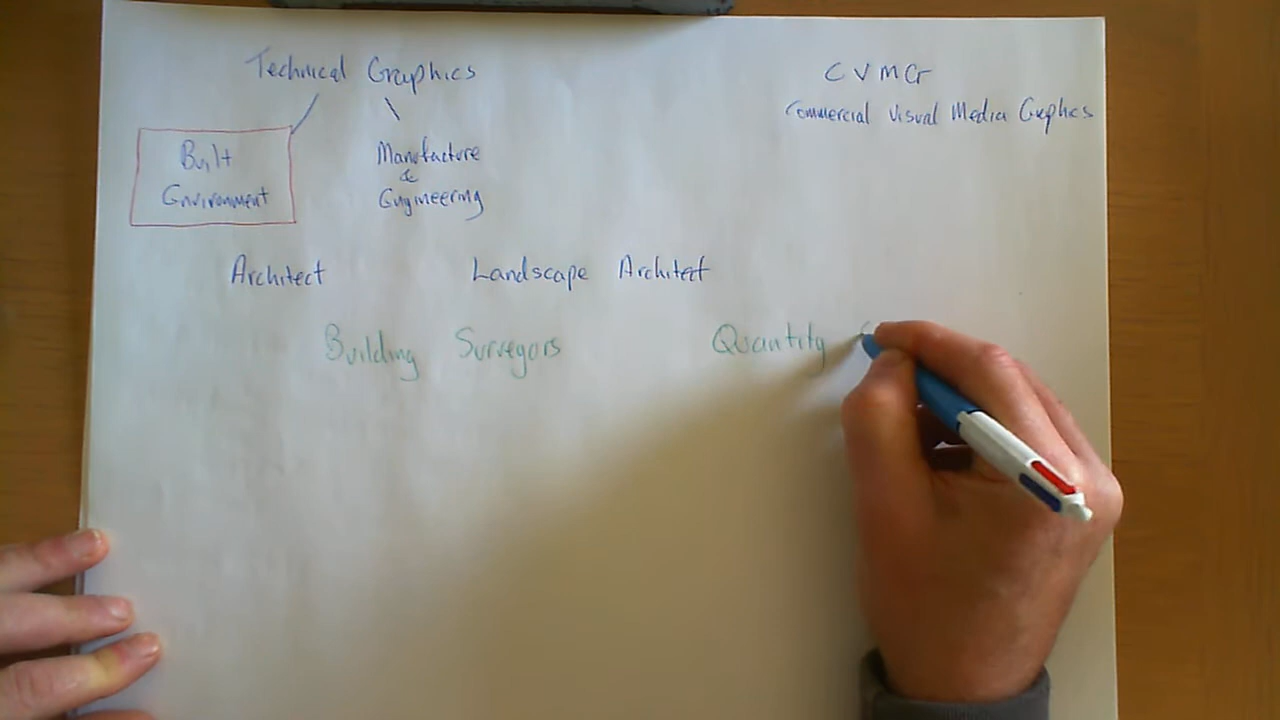 Technical Graphics
CVMG
Commercial Visual Media Graphics
Built
Environment
Manufacture
&
Engineering
Architect
Landscape Architect
Building Surveyors
Quantity